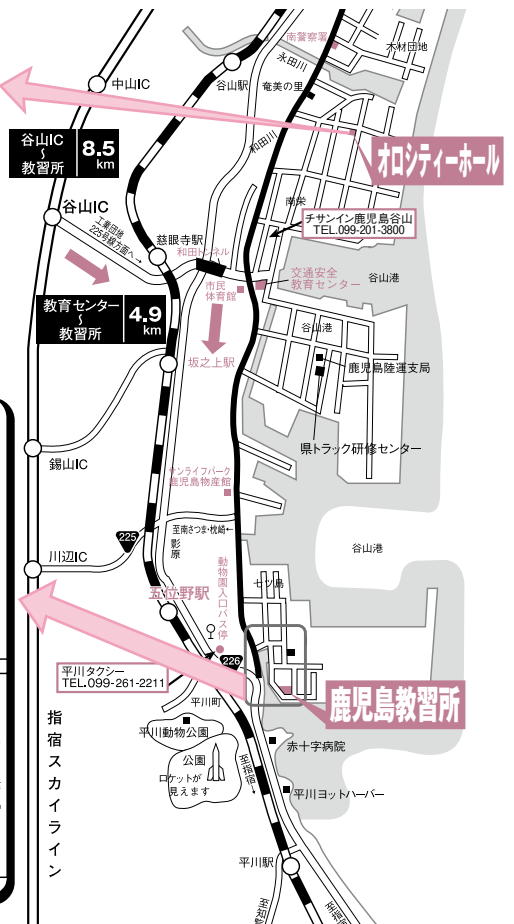 南警察署
木材団地
永田川
谷山駅
中山IC
奄美の里
和田川
谷山IC
〜
教習所
8.5
km
オロシティーホール
谷山IC
南栄
チサンイン鹿児島谷山
TEL.099-201-3800
工業団地
225号線方面へ→
慈眼寺駅
和田トンネル
交通安全
教育センター
谷山港
市民
体育館
教育センター
〜
教習所
4.9
km
谷山港
坂之上駅
鹿児島陸運支局
県トラック研修センター
錫山IC
サンライフパーク
鹿児島物産館
至南さつま・枕崎←
225
影原
谷山港
川辺IC
動物園入口バス停
七ツ島
五位野駅
226
平川タクシー
TEL.099-261-2211
平川町
鹿児島教習所
平川動物公園
赤十字病院
公園
ロケットが
見えます
至指宿→
平川ヨットハーバー
指宿スカイライン
平川駅
至知覧
至指宿